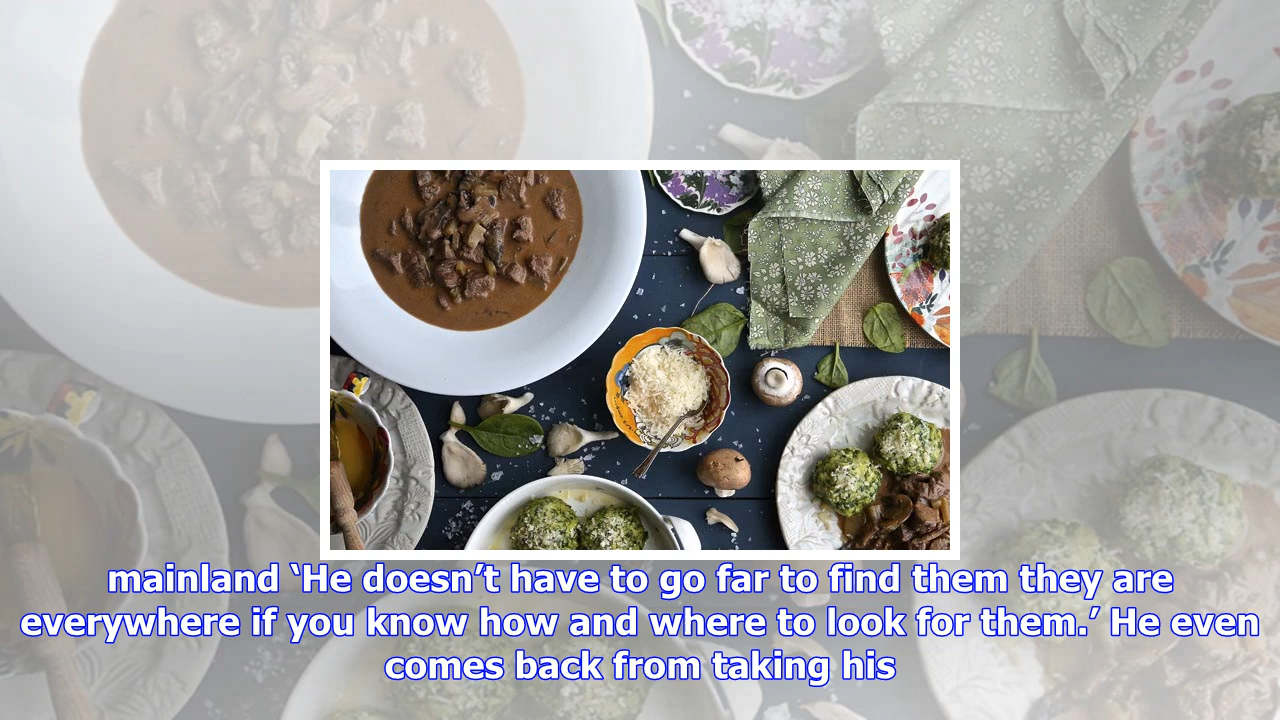 mainland ‘He doesn’t have to go far to find them they are
everywhere if you know how and where to look for them.’ He even
comes back from taking his